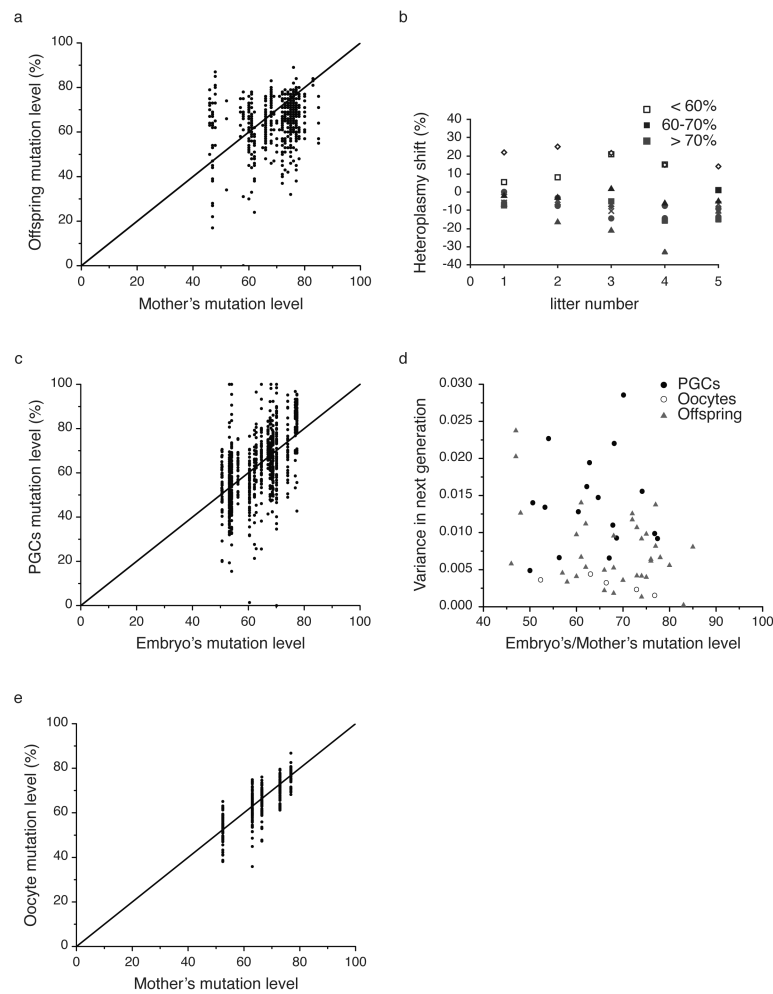 a
Offspring mutation level (%)
100
80
60
40
20
0
0 20 40 60 80 100
Mother's mutation level
b
< 60%
60-70%
> 70%
Heteroplasmy shift (%)
40
30
20
10
0
-10
-20
-30
-40
0 1 2 3 4 5
litter number
c
PGCs mutation level (%)
100
80
60
40
20
0
0 20 40 60 80 100
Embryo's mutation level
d
PGCs
Oocytes
Offspring
Variance in next generation
0.030
0.025
0.020
0.015
0.010
0.005
0.000
40 50 60 70 80 90 100
Embryo's/Mother's mutation level
e
Oocyte mutation level (%)
100
80
60
40
20
0
0 20 40 60 80 100
Mother's mutation level